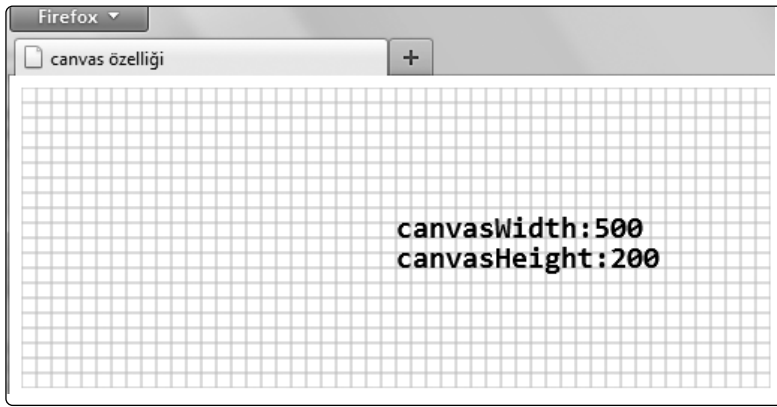 Firefox
canvas özelliği
+
canvasWidth:500
canvasHeight:200